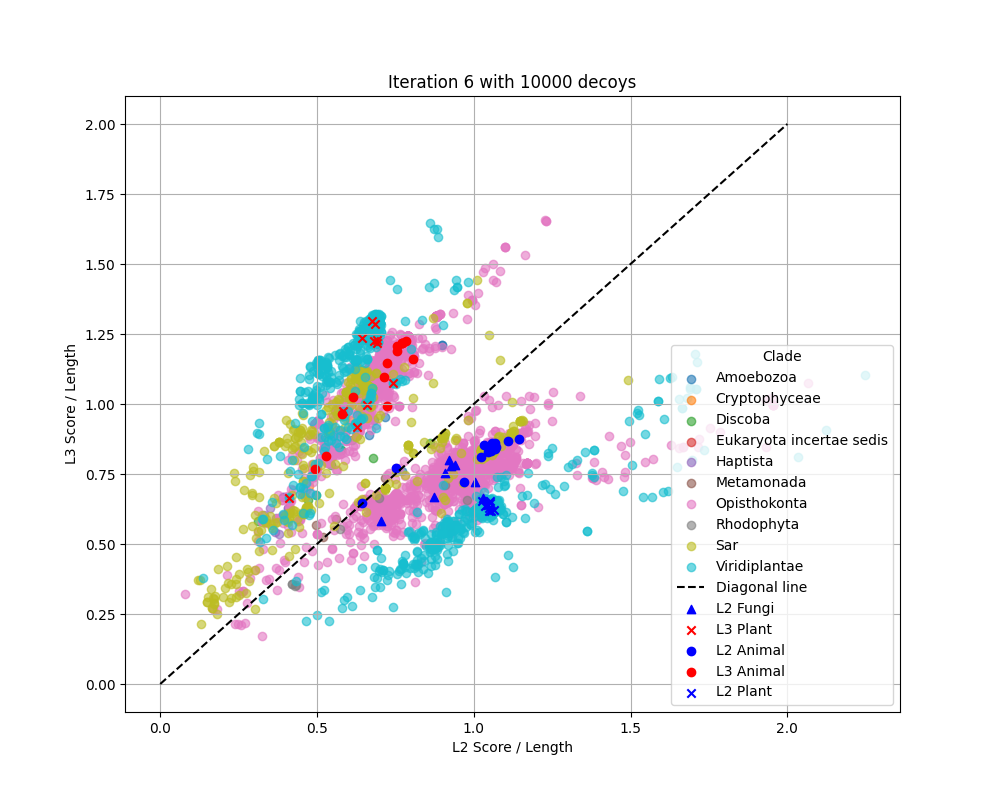 Iteration 6 with 10000 decoys
L3 Score / Length
2.00
1.75
1.50
1.25
1.00
0.75
0.50
0.25
0.00
0.0
0.5
1.0
1.5
2.0
L2 Score / Length
Clade
Amoebozoa
Cryptophyceae
Discoba
Eukaryota incertae sedis
Haptista
Metamonada
Opisthokonta
Rhodophyta
Sar
Viridiplantae
Diagonal line
L2 Fungi
L3 Plant
L2 Animal
L3 Animal
L2 Plant